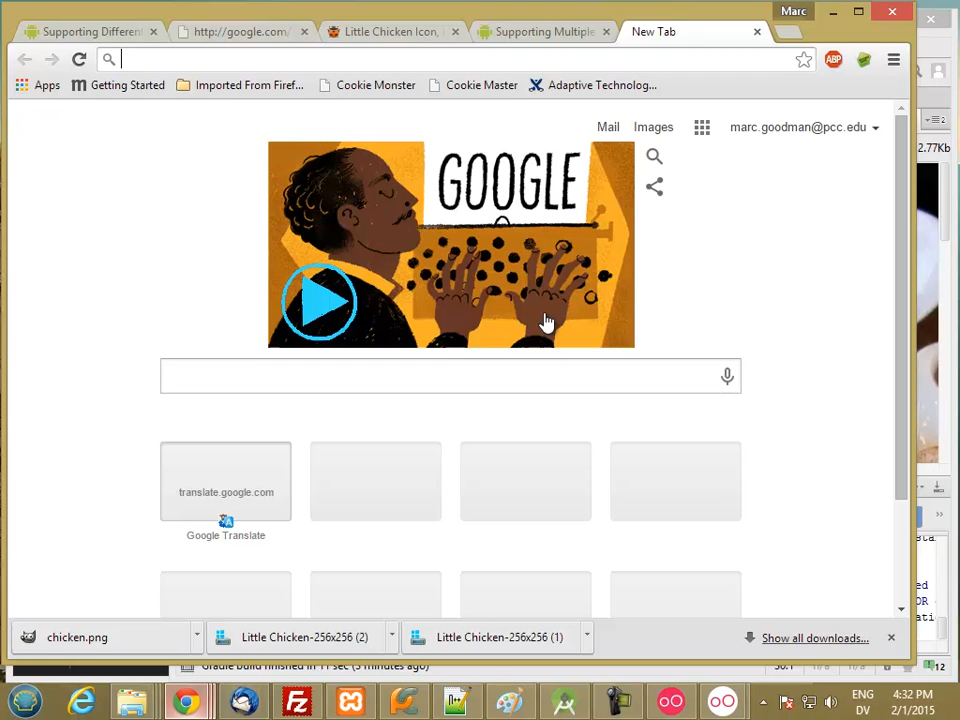 Marc
Supporting Differen
http://google.com/
Little Chicken Icon,
Supporting Multiple
New Tab
ABP
Apps
Getting Started
Imported From Firef...
Cookie Monster
Cookie Master
Adaptive Technolog...
Mail
Images
marc.goodman@pcc.edu
2.77Kb
GOOGLE
translate.google.com
Google Translate
chicken.png
Little Chicken-256x256 (2)
Little Chicken-256x256 (1)
Show all downloads...
Gradle build finished in 11 sec (3 minutes ago)
12
ENG
DV
4:32 PM
2/1/2015